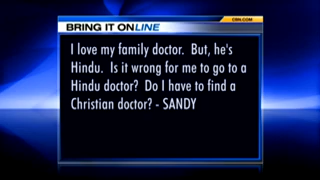 CBN.COM
BRING IT ONLINE
I love my family doctor. But, he's
Hindu. Is it wrong for me to go to a
Hindu doctor? Do I have to find a
Christian doctor? - SANDY